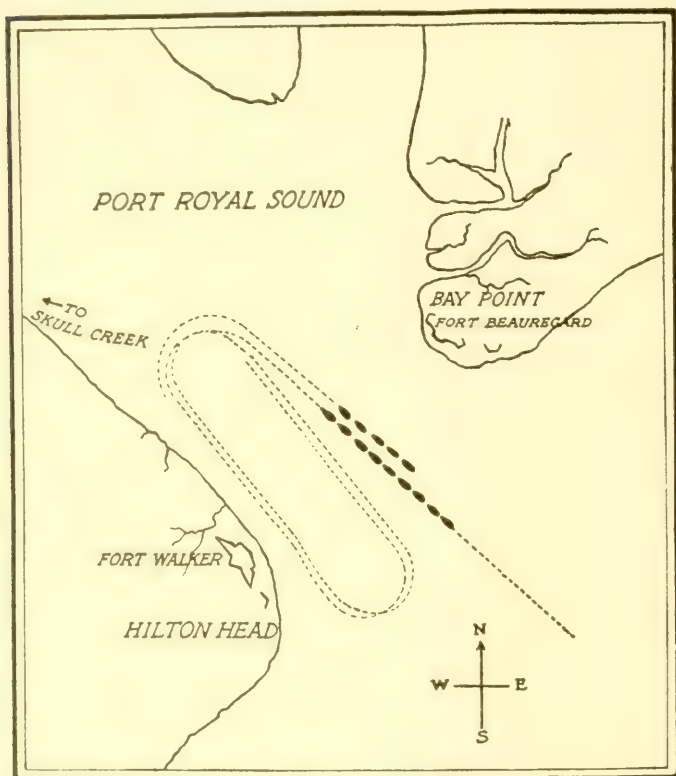 PORT ROYAL SOUND
TO
SKULL CREEK
BAY POINT
FORT BEAUREGARD
FORT WALKER
HILTON HEAD
N
W E
S